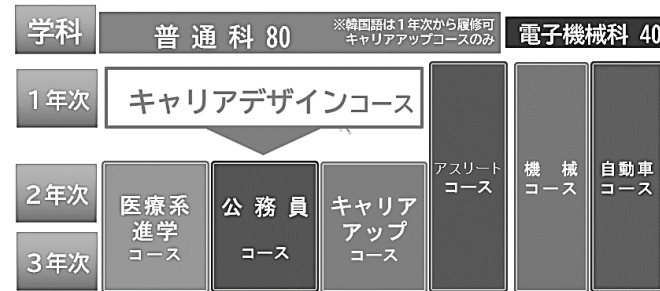 学科
普通科 80
※韓国語は１年次から履修可
キャリアアップコースのみ
電子機械科 40
１年次
キャリアデザインコース
２年次
３年次
医療系
進学
コース
公務員
コース
キャリア
アップ
コース
アスリート
コース
機械
コース
自動車
コース